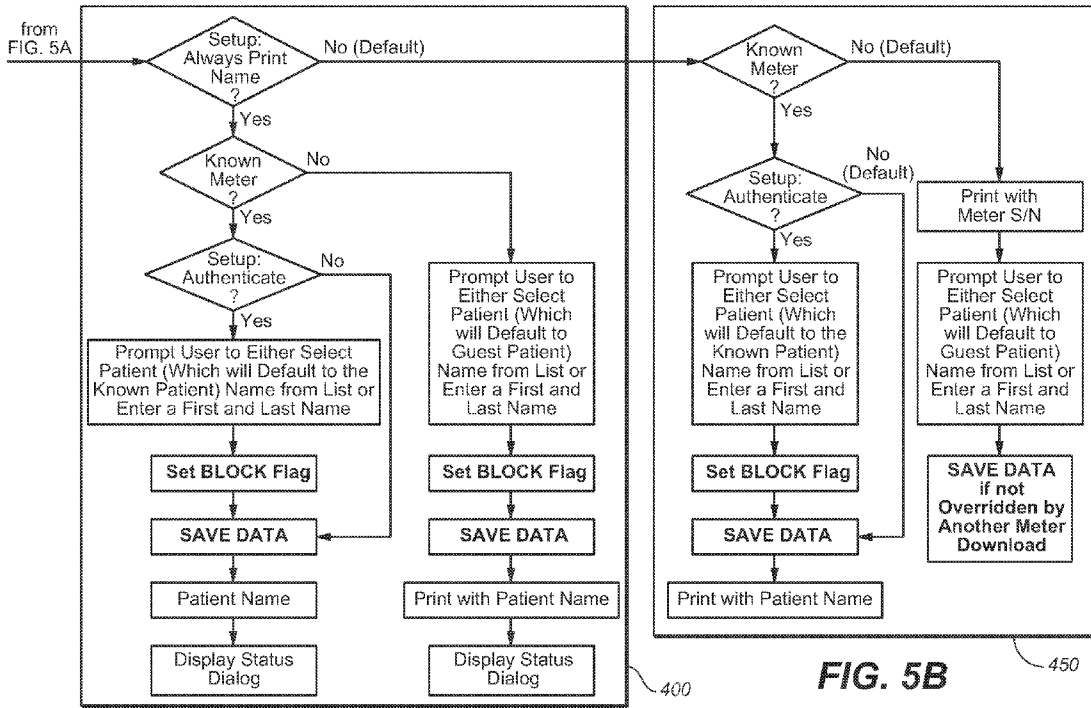 from
FIG. 5A
Setup:
Always Print
Name
?
No (Default)
Yes
Known
Meter
?
No
Yes
Setup:
Authenticate
?
No
Yes
Prompt User to Either Select
Patient (Which will Default to
the Known Patient) Name from List or
Enter a First and Last Name
Set BLOCK Flag
SAVE DATA
Patient Name
Display Status
Dialog
Prompt User to
Either Select
Patient (Which
will Default to
Guest Patient)
Name from List or
Enter a First and
Last Name
Set BLOCK Flag
SAVE DATA
Print with Patient Name
Display Status
Dialog
400
Known
Meter
?
No (Default)
Yes
Setup:
Authenticate
?
No
(Default)
Yes
Prompt User to
Either Select
Patient (Which
will Default to the
Known Patient)
Name from List or
Enter a First and
Last Name
Set BLOCK Flag
SAVE DATA
Print with Patient Name
Print with
Meter S/N
Prompt User to
Either Select
Patient (Which
will Default to
Guest Patient)
Name from List or
Enter a First and
Last Name
SAVE DATA
if not
Overridden by
Another Meter
Download
450
FIG. 5B